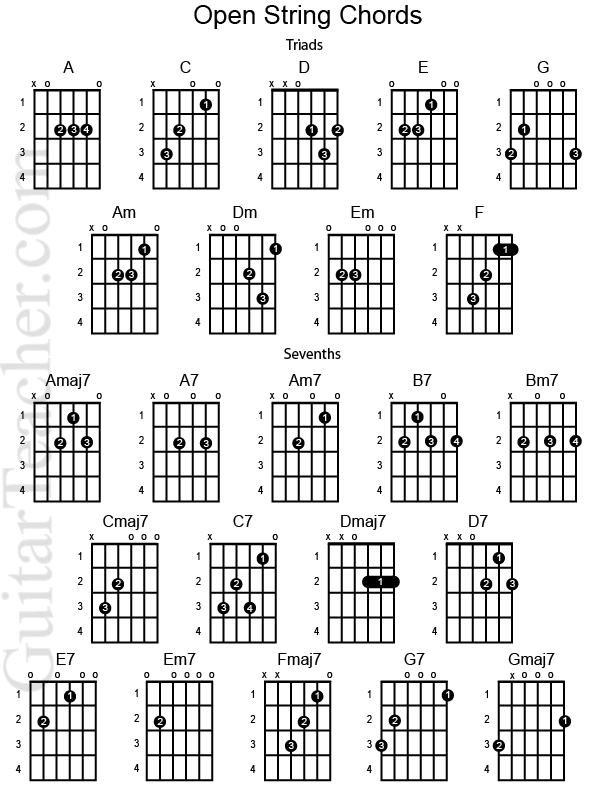 Open String Chords
Triads
A C D E G
x o o x o o x x o o o o o o o
1 1 1 1 1 1 1
2 2 3 4 2 2 2 1 2 2 2 3 2 1
3 3 3 3 3 3 3 2 3
4 4 4 4 4
Am Dm Em F
x o o x o o o o o o x x
1 1 1 1 1 1 1
2 2 3 2 2 2 2 3 2 2
3 3 3 3 3 3
4 4 4 4
Sevenths
Amaj7 A7 Am7 B7 Bm7
x o o x o o o x o o o x o x o o
1 1 1 1 1 1 1 1
2 2 3 2 2 3 2 2 2 2 3 4 2 2 3 4
3 3 3 3 3
4 4 4 4 4
Cmaj7 C7 Dmaj7 D7
x o o o x o x x o x x o
1 1 1 1 1 1
2 2 2 2 2 1 2 2 3
3 3 3 3 4 3 3
4 4 4 4
E7 Em7 Fmaj7 G7 Gmaj7
o o o o o o o o o x x o o o o x o o o
1 1 1 1 1 1 1 1
2 2 2 2 2 2 2 2 2 1
3 3 3 3 3 3 3 2
4 4 4 4 4
GuitarTeacher.com